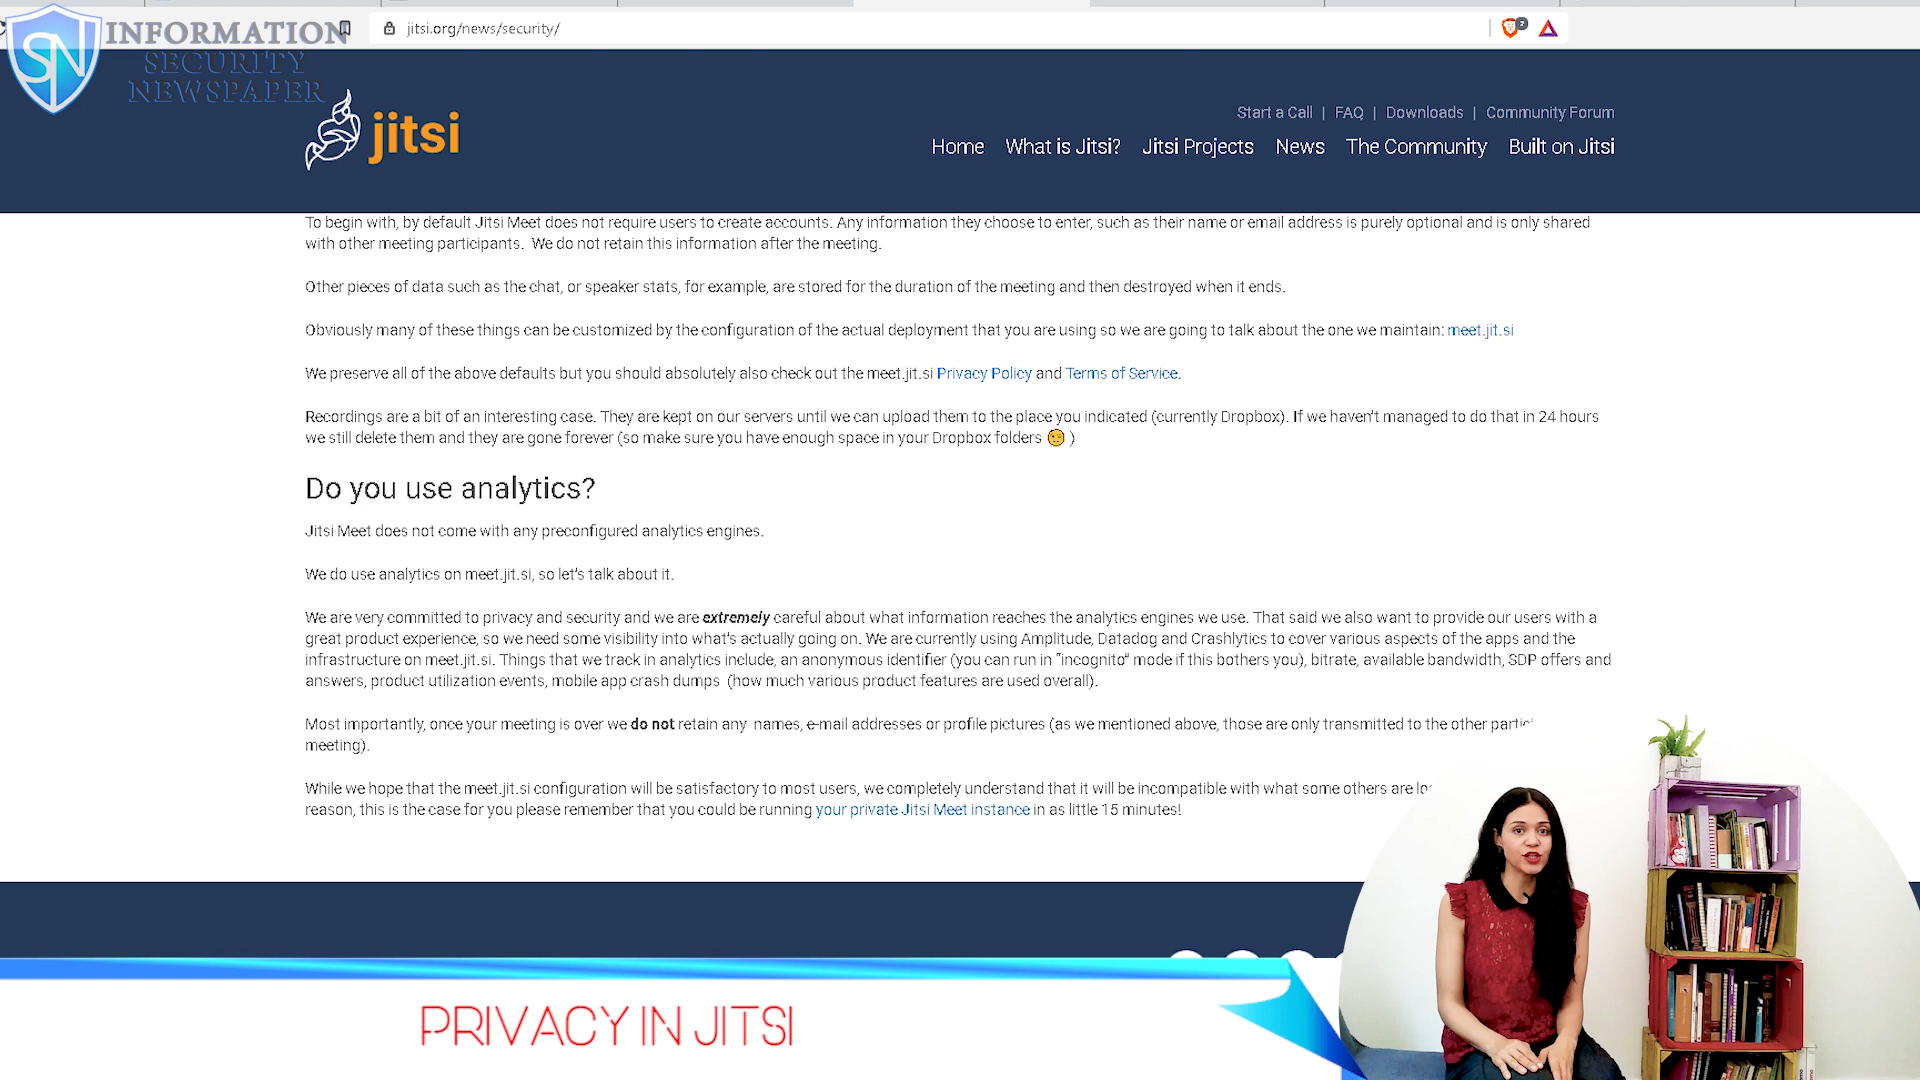 jitsi.org/news/security/
2
SN
INFORMATION
SECURITY
NEWSPAPER
jitsi
Start a Call | FAQ | Downloads | Community Forum
Home What is Jitsi? Jitsi Projects News The Community Built on Jitsi
To begin with, by default Jitsi Meet does not require users to create accounts. Any information they choose to enter, such as their name or email address is purely optional and is only shared
with other meeting participants. We do not retain this information after the meeting.
Other pieces of data such as the chat, or speaker stats, for example, are stored for the duration of the meeting and then destroyed when it ends.
Obviously many of these things can be customized by the configuration of the actual deployment that you are using so we are going to talk about the one we maintain: meet.jit.si
We preserve all of the above defaults but you should absolutely also check out the meet.jit.si Privacy Policy and Terms of Service.
Recordings are a bit of an interesting case. They are kept on our servers until we can upload them to the place you indicated (currently Dropbox). If we haven't managed to do that in 24 hours
we still delete them and they are gone forever (so make sure you have enough space in your Dropbox folders 🤨 )
Do you use analytics?
Jitsi Meet does not come with any preconfigured analytics engines.
We do use analytics on meet.jit.si, so let's talk about it.
We are very committed to privacy and security and we are extremely careful about what information reaches the analytics engines we use. That said we also want to provide our users with a
great product experience, so we need some visibility into what's actually going on. We are currently using Amplitude, Datadog and Crashlytics to cover various aspects of the apps and the
infrastructure on meet.jit.si. Things that we track in analytics include, an anonymous identifier (you can run in "incognito" mode if this bothers you), bitrate, available bandwidth, SDP offers and
answers, product utilization events, mobile app crash dumps (how much various product features are used overall).
Most importantly, once your meeting is over we do not retain any names, e-mail addresses or profile pictures (as we mentioned above, those are only transmitted to the other partici
meeting).
While we hope that the meet.jit.si configuration will be satisfactory to most users, we completely understand that it will be incompatible with what some others are lo
reason, this is the case for you please remember that you could be running your private Jitsi Meet instance in as little 15 minutes!
PRIVACY IN JITSI